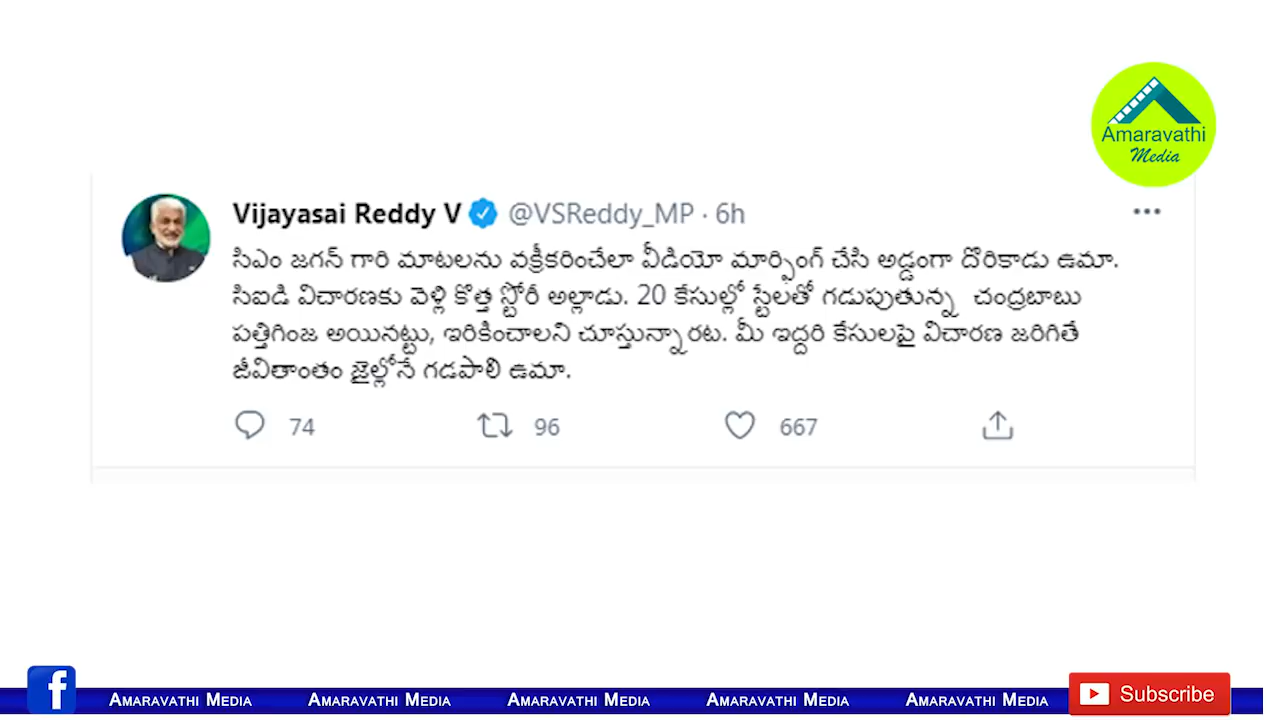 Amaravathi
Media
Vijayasai Reddy V @VSReddy_MP · 6h
సిఎం జగన్ గారి మాటలను వక్రీకరించేలా వీడియో మార్ఫింగ్ చేసి అడ్డంగా దొరికాడు ఉమా.
సిఐడి విచారణకు వెళ్లి కొత్త స్టోరీ అల్లాడు. 20 కేసుల్లో స్టేలతో గడుపుతున్న చంద్రబాబు
పత్తిగింజ అయినట్టు, ఇరికించాలని చూస్తున్నారట. మీ ఇద్దరి కేసులపై విచారణ జరిగితే
జీవితాంతం జైల్లోనే గడపాలి ఉమా.
74 96 667
f Amaravathi Media Amaravathi Media Amaravathi Media Amaravathi Media Amaravathi Media Subscribe